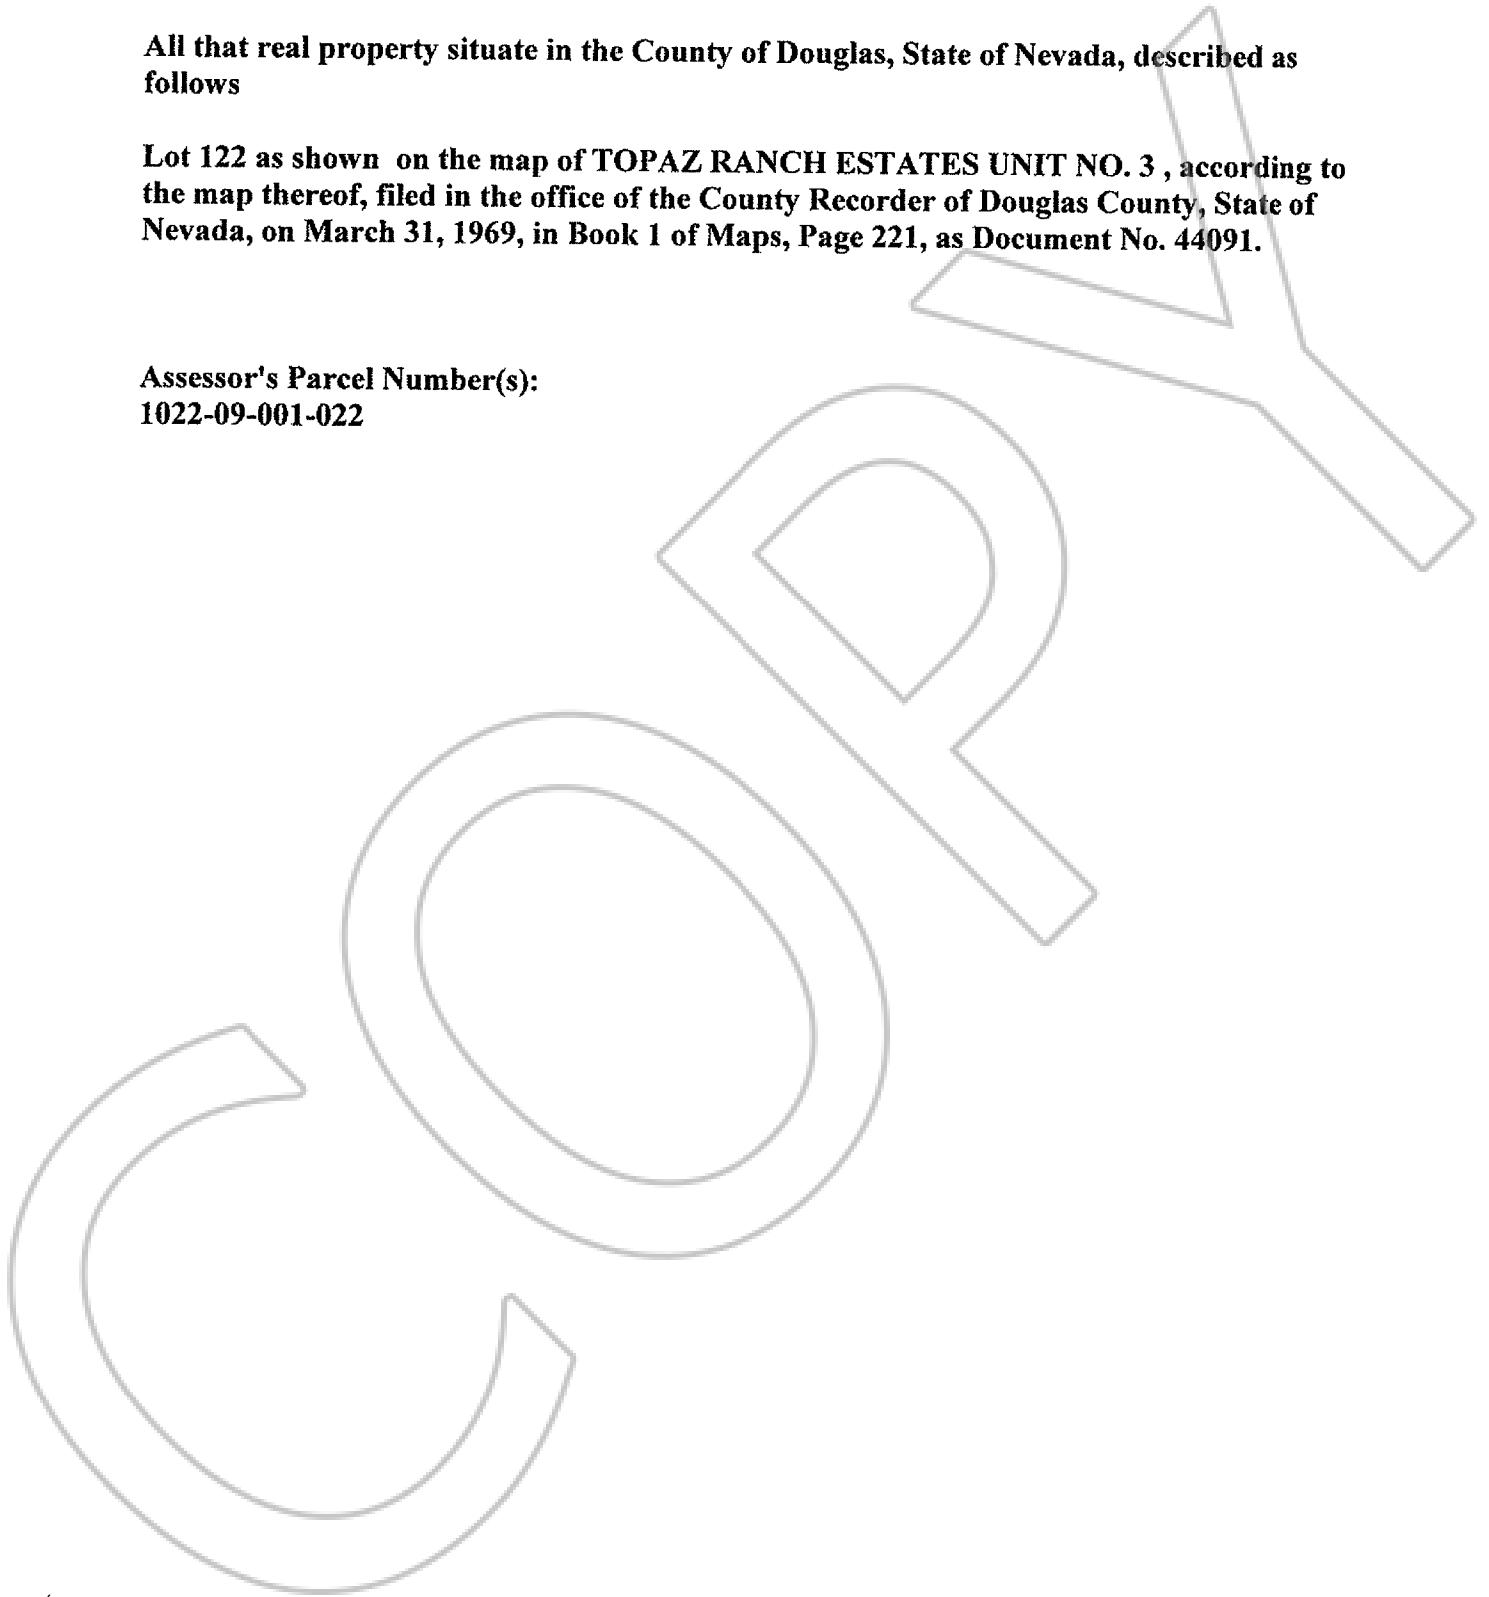 All that real property situate in the County of Douglas, State of Nevada, described as
follows
Lot 122 as shown  on the map of TOPAZ RANCH ESTATES UNIT NO. 3 , according to
the map thereof, filed in the office of the County Recorder of Douglas County, State of
Nevada, on March 31, 1969, in Book 1 of Maps, Page 221, as Document No. 44091.
Assessor's Parcel Number(s):
1022-09-001-022
COPY